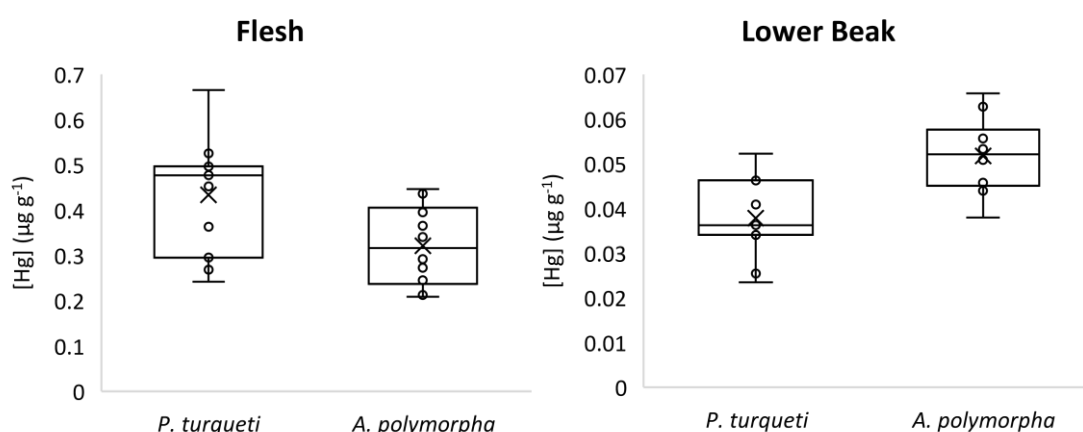 Flesh
[Hg] (µg g⁻¹)
0.7
0.6
0.5
0.4
0.3
0.2
0.1
0
P. turqueti
A. polymorpha
Lower Beak
[Hg] (µg g⁻¹)
0.07
0.06
0.05
0.04
0.03
0.02
0.01
0
P. turqueti
A. polymorpha